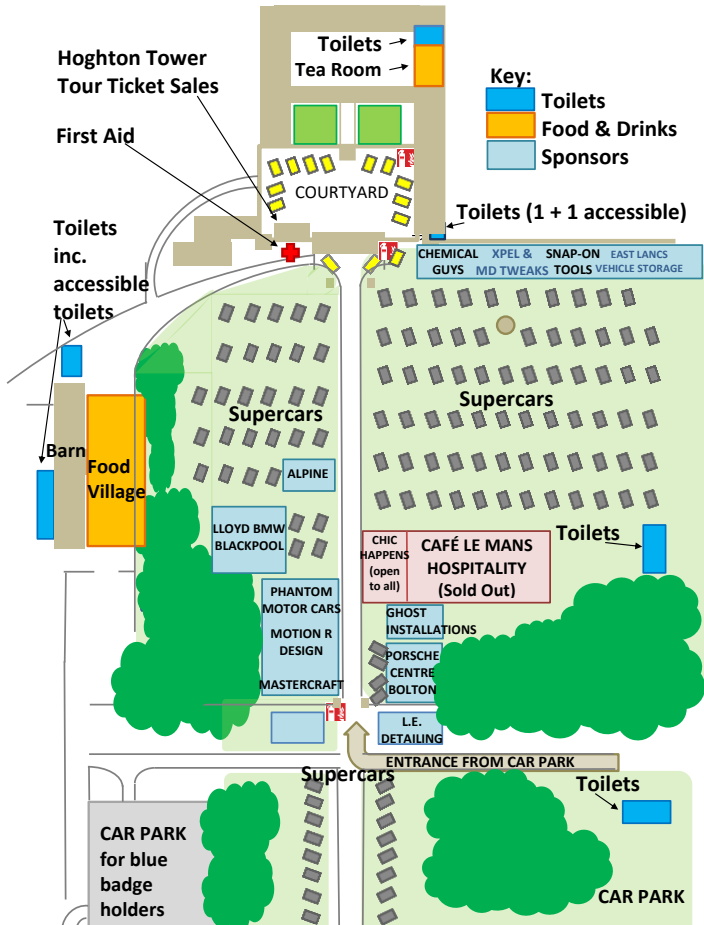 Toilets
Tea Room
Hoghton Tower
Tour Ticket Sales
First Aid
Key:
Toilets
Food & Drinks
Sponsors
COURTYARD
Toilets (1 + 1 accessible)
Toilets
inc.
accessible
toilets
CHEMICAL
GUYS
XPEL &
MD TWEAKS
SNAP-ON
TOOLS
EAST LANCS
VEHICLE STORAGE
Supercars
Supercars
Barn
Food
Village
ALPINE
LLOYD BMW
BLACKPOOL
CHIC
HAPPENS
(open
to all)
CAFÉ LE MANS
HOSPITALITY
(Sold Out)
Toilets
PHANTOM
MOTOR CARS
MOTION R
DESIGN
MASTERCRAFT
GHOST
INSTALLATIONS
PORSCHE
CENTRE
BOLTON
L.E.
DETAILING
ENTRANCE FROM CAR PARK
Supercars
Toilets
CAR PARK
for blue
badge
holders
CAR PARK